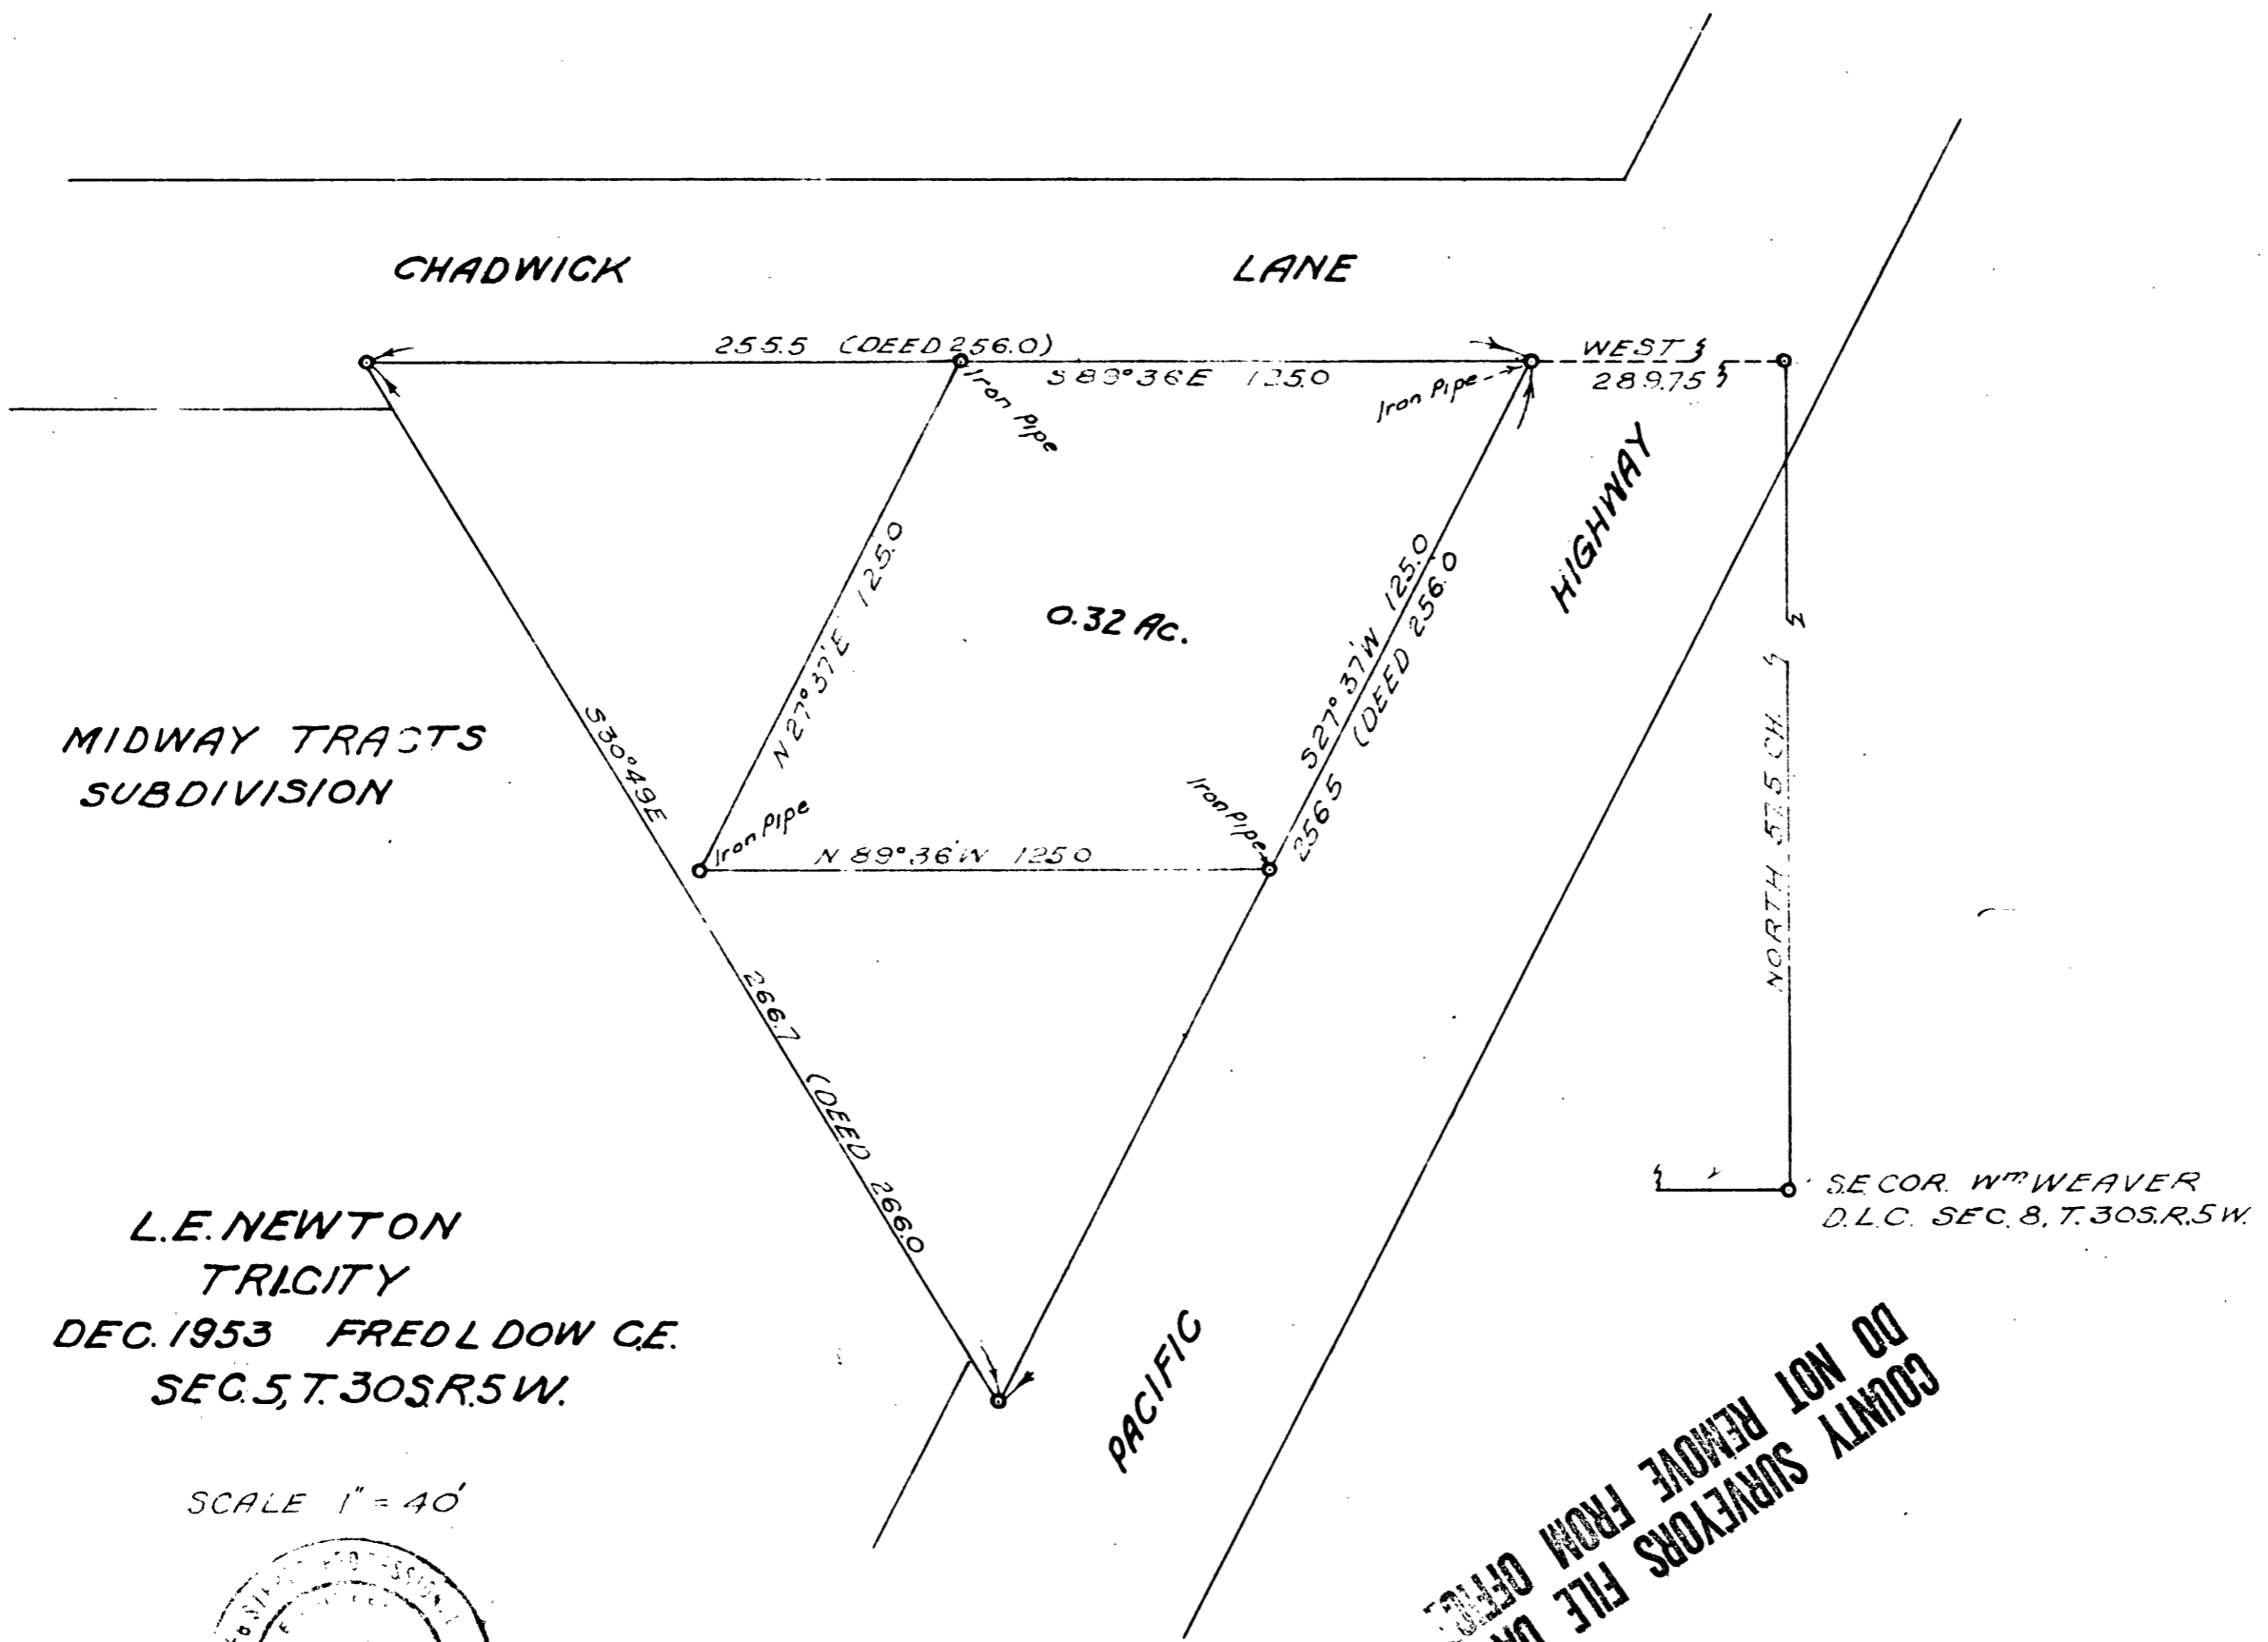 CHADWICK LANE
255.5 (DEED 256.0)
S 89°36'E 125.0
WEST
289.75
Iron Pipe
Iron Pipe
HIGHWAY
N 27°37'E 125.0
0.32 AC.
S 27°37'W 125.0
256.5 (DEED 256.0
S 30°49'E
266.7 (DEED 266.0
MIDWAY TRACTS
SUBDIVISION
Iron Pipe
Iron Pipe
N 89°36'W 125.0
NORTH 57.5 CH.
S.E. COR. Wm WEAVER
D.L.C. SEC. 8, T. 30S. R. 5 W.
L.E. NEWTON
TRI-CITY
DEC. 1953 FRED L DOW C.E.
SEC. 5, T. 30S. R. 5 W.
PACIFIC
SCALE 1" = 40'
COUNTY SURVEYORS FILE
DO NOT REMOVE FROM